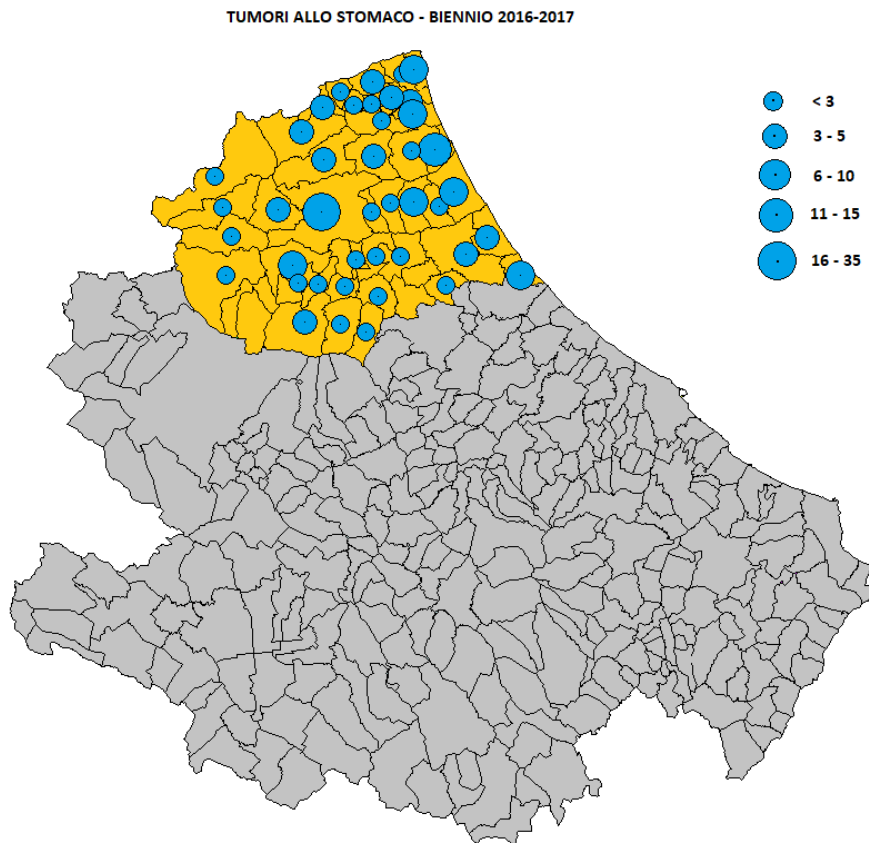 TUMORI ALLO STOMACO - BIENNIO 2016-2017
< 3
3 - 5
6 - 10
11 - 15
16 - 35